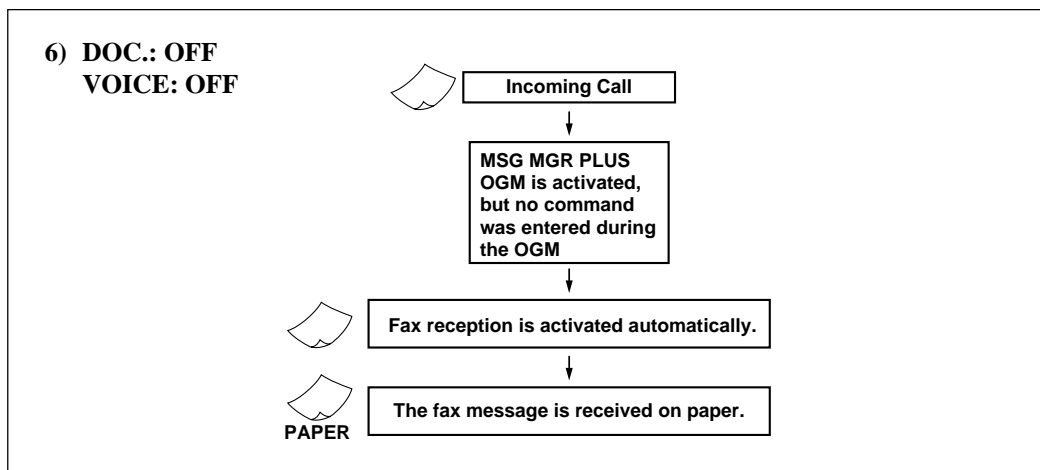 6) DOC.: OFF
VOICE: OFF
Incoming Call
MSG MGR PLUS
OGM is activated,
but no command
was entered during
the OGM
Fax reception is activated automatically.
The fax message is received on paper.
PAPER